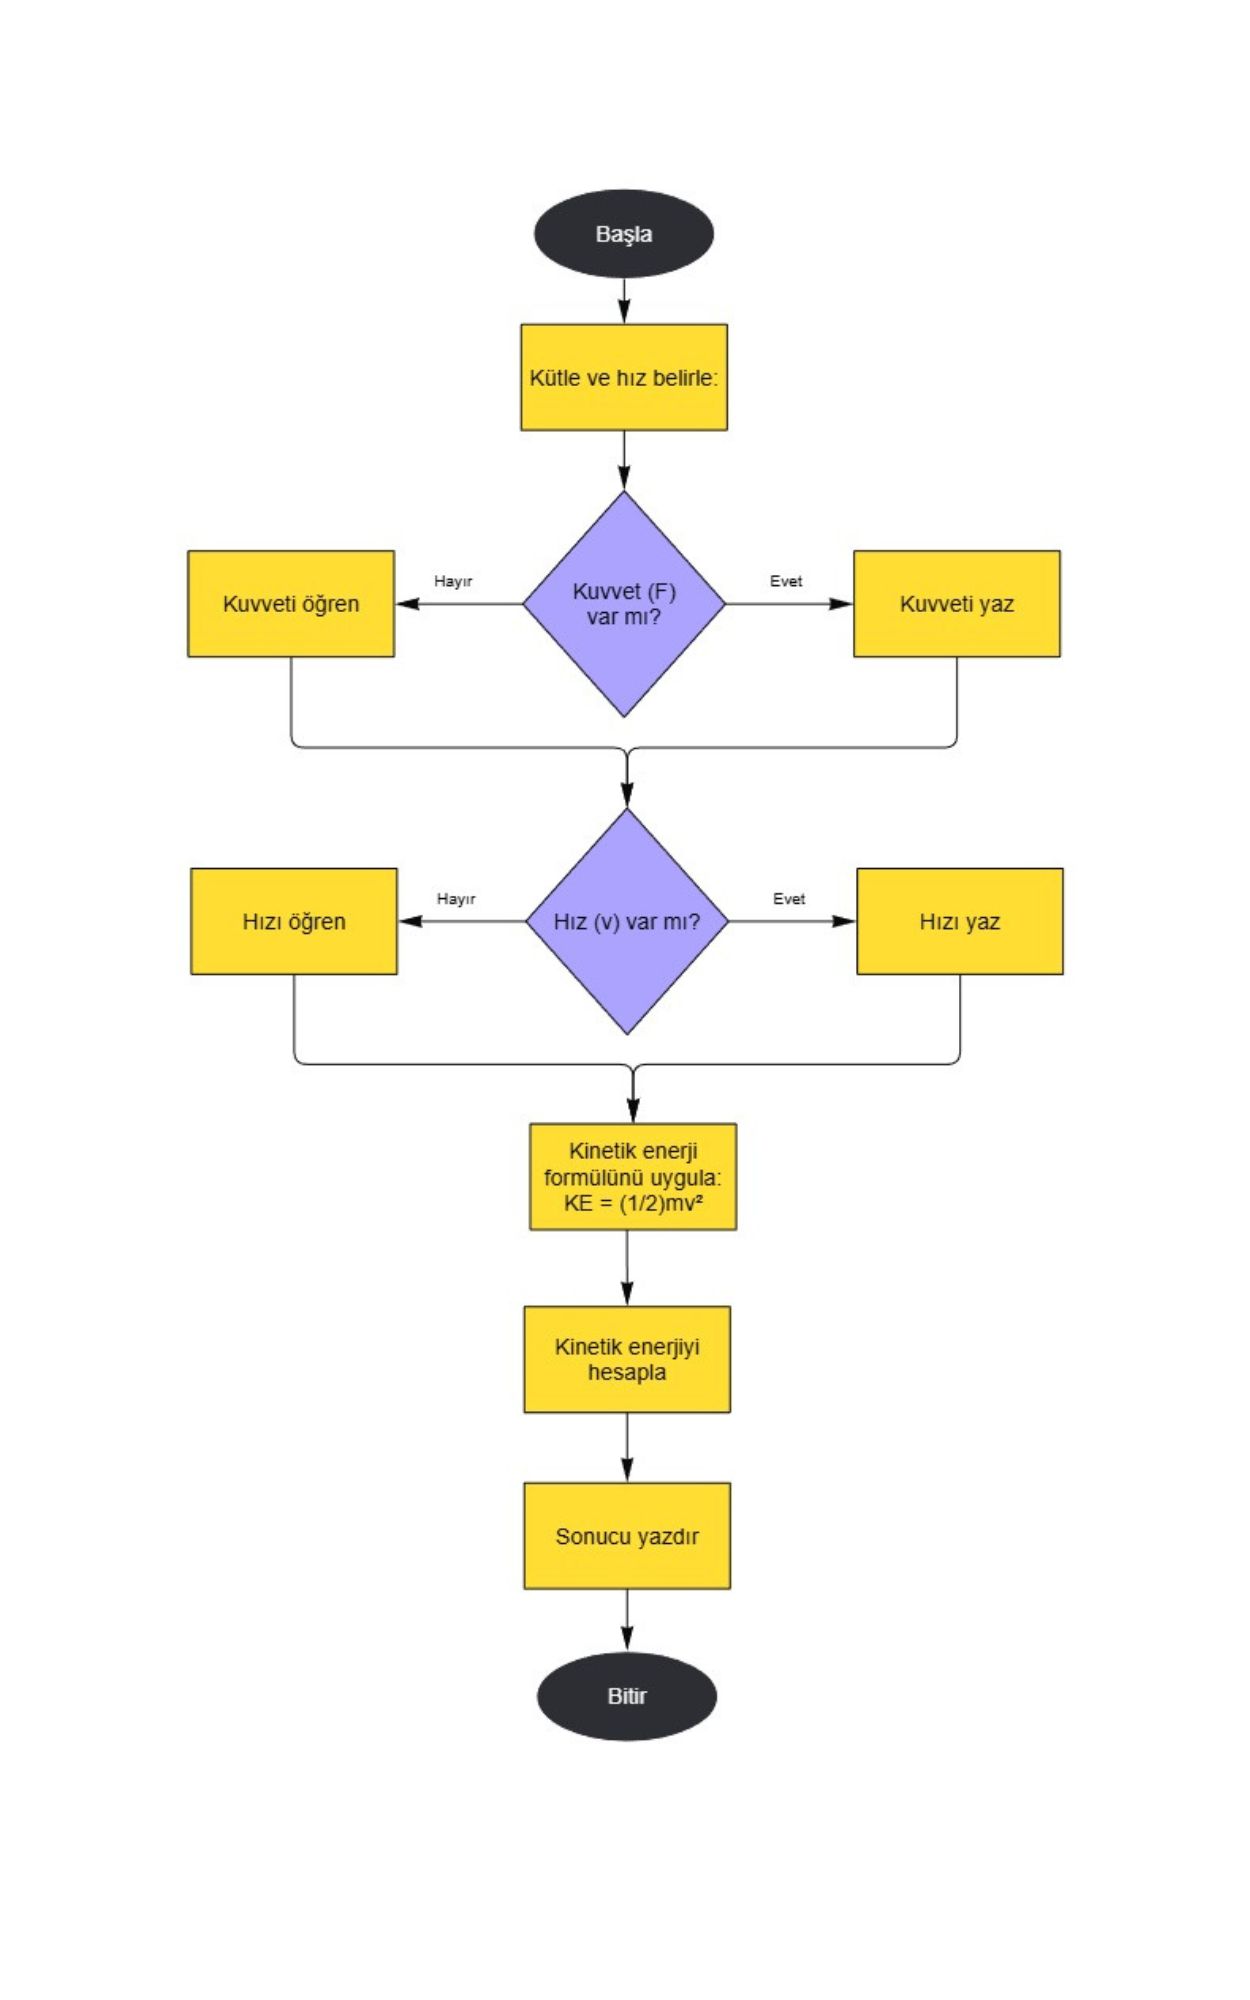 Başla
Kütle ve hız belirle:
Hayır
Evet
Kuvveti öğren
Kuvvet (F)
var mı?
Kuvveti yaz
Hayır
Evet
Hızı öğren
Hız (v) var mı?
Hızı yaz
Kinetik enerji
formülünü uygula:
KE = (1/2)mv²
Kinetik enerjiyi
hesapla
Sonucu yazdır
Bitir